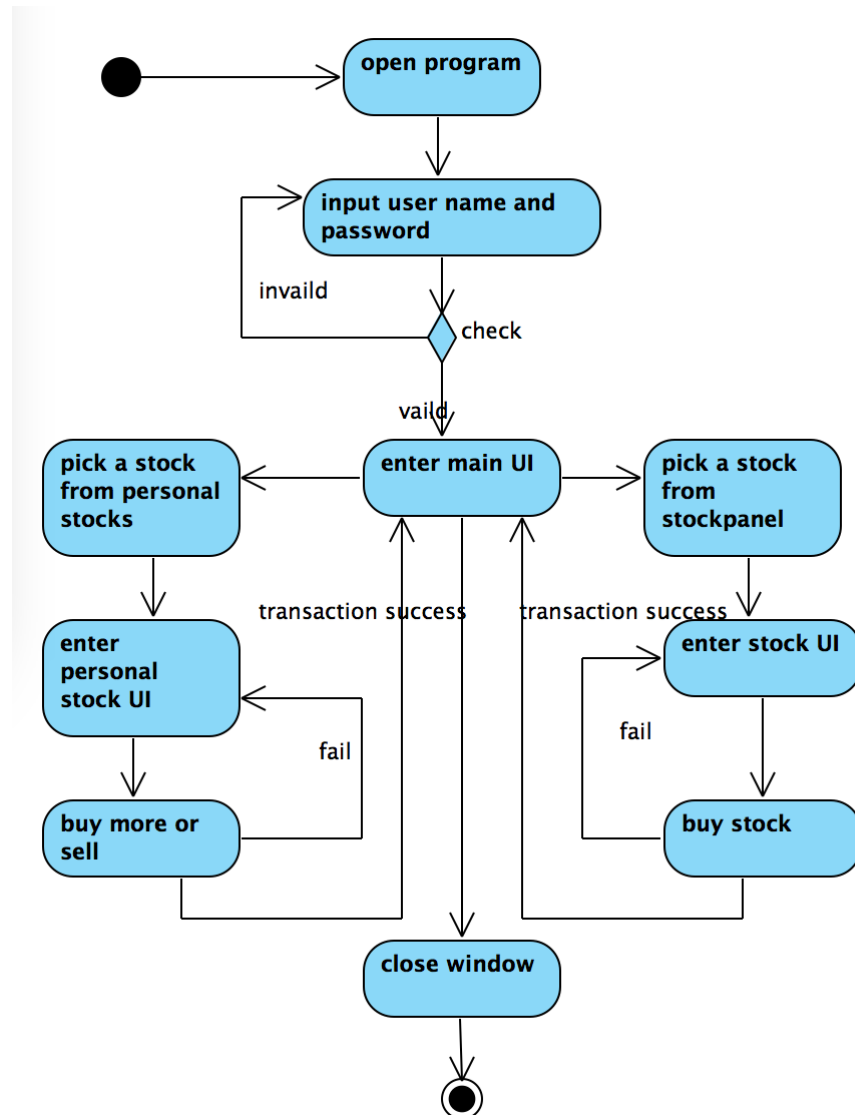 open program
input user name and
password
invaild
check
vaild
pick a stock
from personal
stocks
enter main UI
pick a stock
from
stockpanel
transaction success
transaction success
enter
personal
stock UI
enter stock UI
fail
fail
buy more or
sell
buy stock
close window